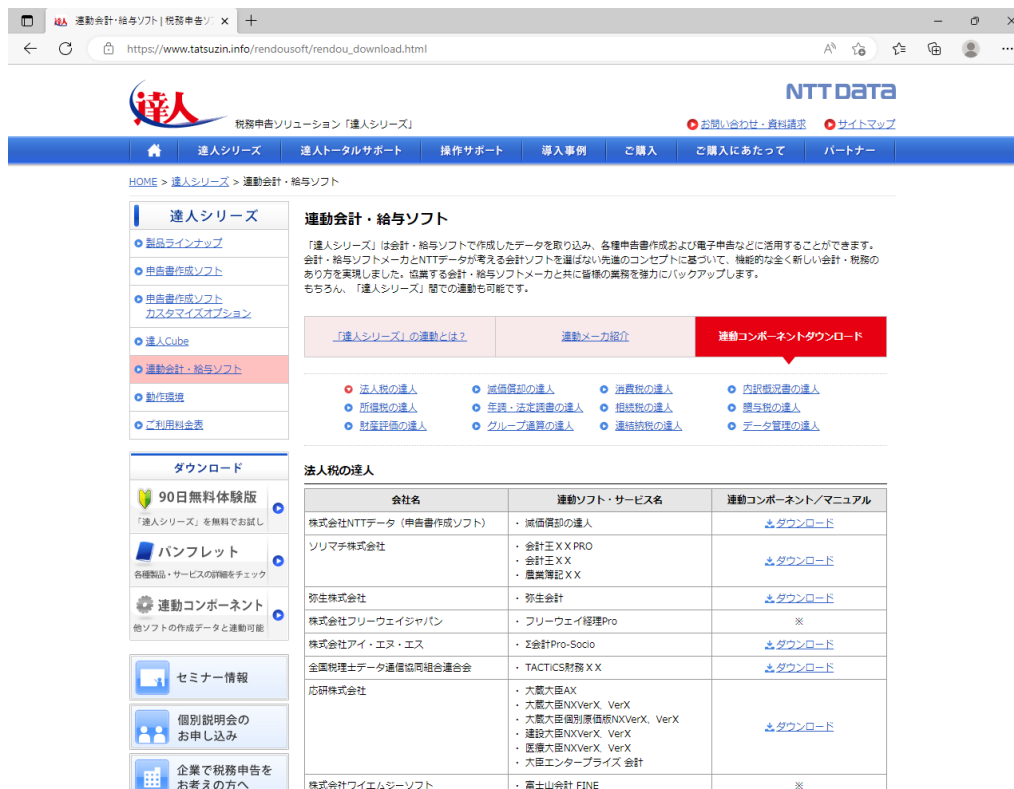 達動会計・給与ソフト | 税務申告ソ
https://www.tatsuzin.info/rendousoft/rendou_download.html
達人
税務申告ソリューション「達人シリーズ」
NTT DATA
お問い合わせ・資料請求 サイトマップ
達人シリーズ 達人トータルサポート 操作サポート 導入事例 ご購入 ご購入にあたって パートナー
HOME > 達人シリーズ > 連動会計・給与ソフト
達人シリーズ
製品ラインナップ
申告書作成ソフト
申告書作成ソフト
カスタマイズオプション
達人Cube
連動会計・給与ソフト
動作環境
ご利用料金表
ダウンロード
90日無料体験版
「達人シリーズ」を無料でお試し
パンフレット
各種製品・サービスの詳細をチェック
連動コンポーネント
他ソフトの作成データと連動可能
セミナー情報
個別説明会の
お申し込み
企業で税務申告を
お考えの方へ
連動会計・給与ソフト
「達人シリーズ」は会計・給与ソフトで作成したデータを取り込み、各種申告書作成および電子申告などに活用することができます。
会計・給与ソフトメーカとNTTデータが考える会計ソフトを選ばない先進のコンセプトに基づいて、機能的な全く新しい会計・税務の
あり方を実現しました。協業する会計・給与ソフトメーカと共に皆様の業務を強力にバックアップします。
もちろん、「達人シリーズ」間での連動も可能です。
「達人シリーズ」の連動とは？ 連動メーカ紹介 連動コンポーネントダウンロード
法人税の達人 減価償却の達人 消費税の達人 内訳概況書の達人
所得税の達人 年調・法定調書の達人 相続税の達人 贈与税の達人
財産評価の達人 グループ通算の達人 連結納税の達人 データ管理の達人
法人税の達人
会社名 連動ソフト・サービス名 連動コンポーネント／マニュアル
株式会社NTTデータ（申告書作成ソフト） ・ 減価償却の達人 ダウンロード
ソリマチ株式会社 ・ 会計王ＸＸPRO
・ 会計王ＸＸ ダウンロード
・ 農業簿記ＸＸ
弥生株式会社 ・ 弥生会計 ダウンロード
株式会社フリーウェイジャパン ・ フリーウェイ経理Pro ※
株式会社アイ・エヌ・エス ・ Σ会計Pro-Socio ダウンロード
全国税理士データ通信協同組合連合会 ・ TACTiCS財務ＸＸ ダウンロード
応研株式会社 ・ 大蔵大臣AX
・ 大蔵大臣NXVerX、VerX
・ 大蔵大臣個別原価版NXVerX、VerX
・ 建設大臣NXVerX、VerX ダウンロード
・ 医療大臣NXVerX、VerX
・ 大臣エンタープライズ 会計
株式会社ワイエムジーソフト ・ 富士山会計 FINE ※